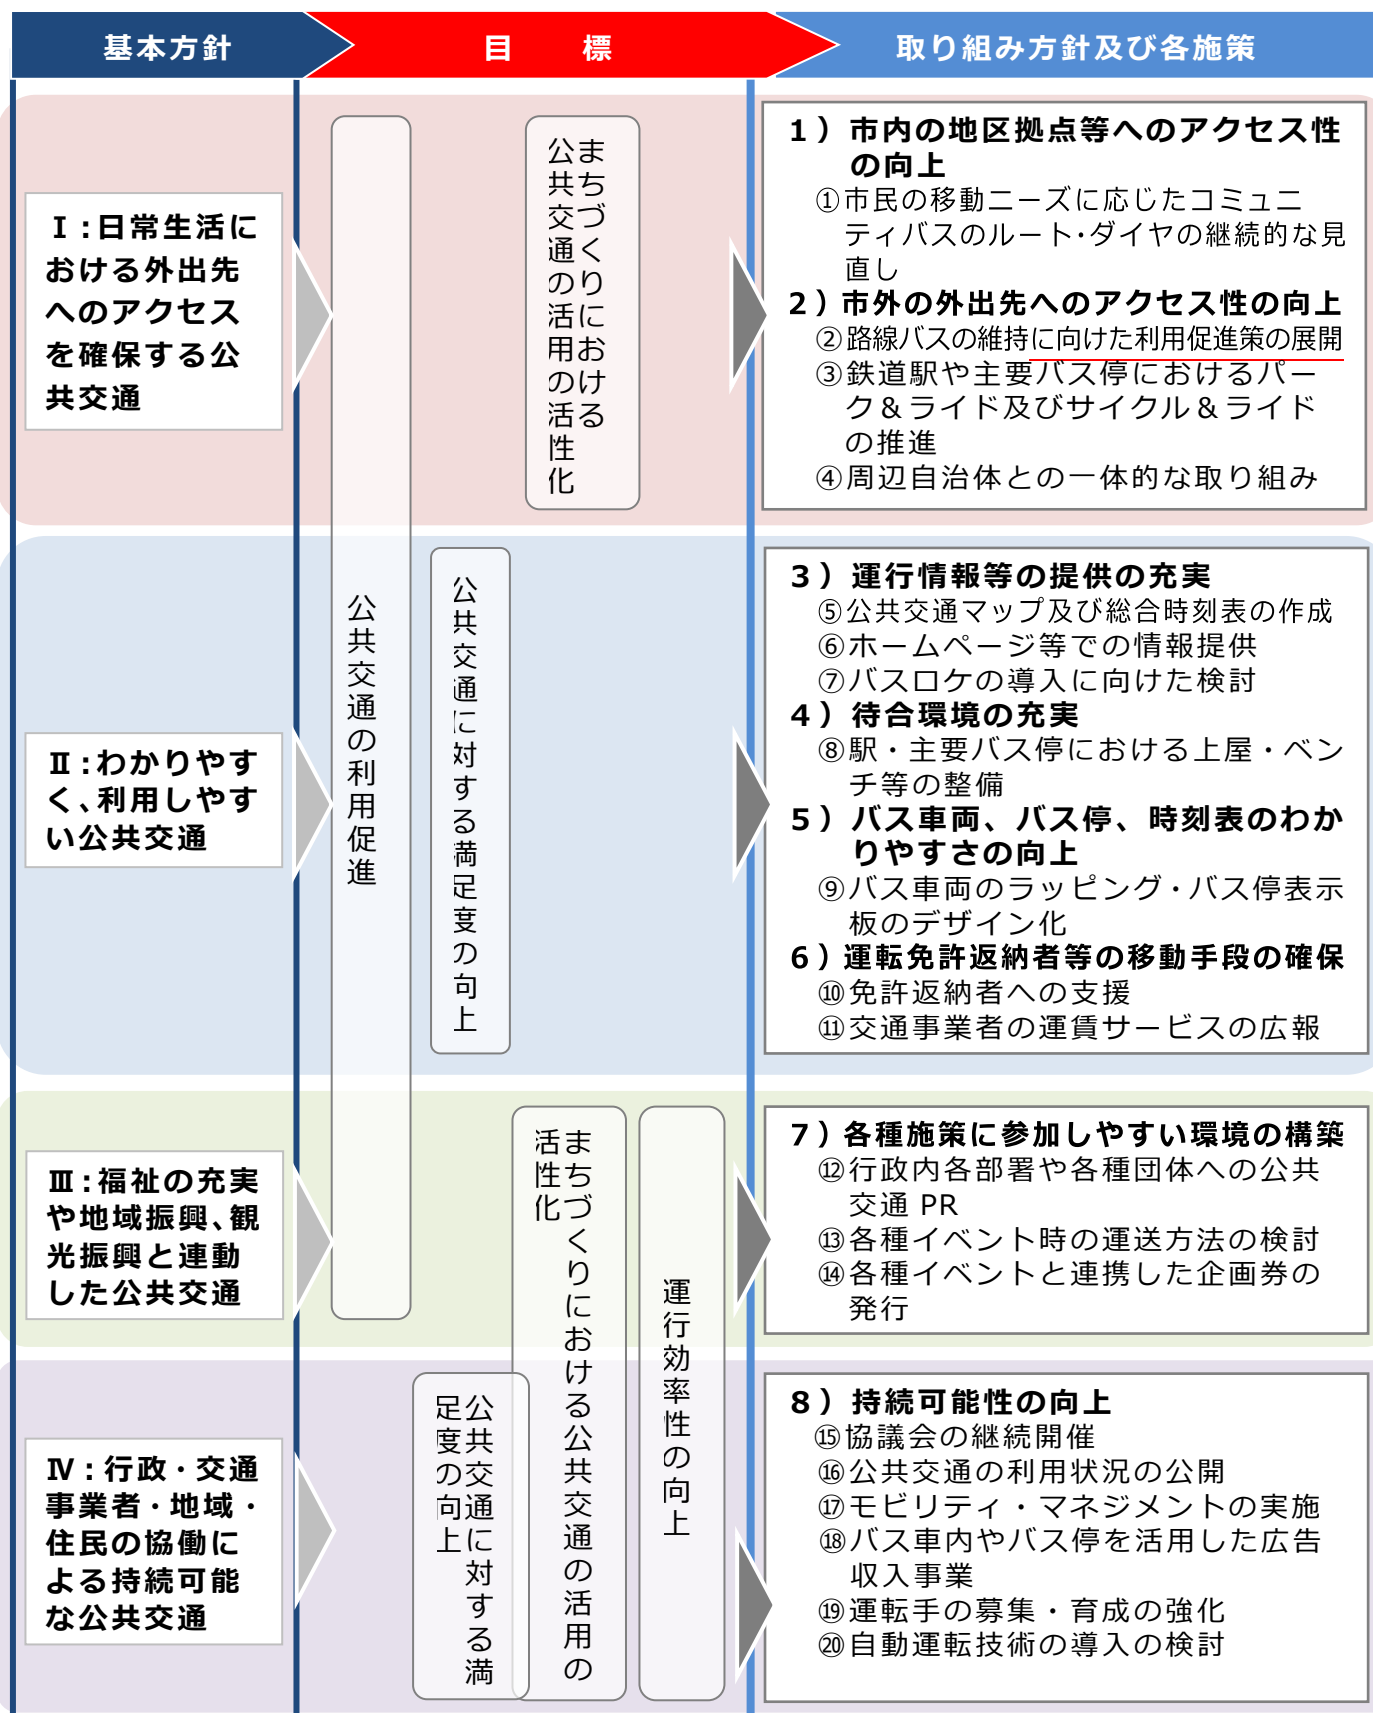 基本方針
目　標
取り組み方針及び各施策
Ⅰ：日常生活に
おける外出先
へのアクセス
を確保する公
共交通
Ⅱ：わかりやす
く、利用しやす
い公共交通
Ⅲ：福祉の充実
や地域振興、観
光振興と連動
した公共交通
Ⅳ：行政・交通
事業者・地域・
住民の協働に
よる持続可能
な公共交通
公共交通の利用促進
まちづくりにおける
公共交通の活用の活性化
公共交通に対する満足度の向上
まちづくりにおける公共交通の活用の
活性化
運行効率性の向上
公共交通に対する満
足度の向上
１）市内の地区拠点等へのアクセス性
の向上
①市民の移動ニーズに応じたコミュニ
ティバスのルート・ダイヤの継続的な見
直し
２）市外の外出先へのアクセス性の向上
②路線バスの維持に向けた利用促進策の展開
③鉄道駅や主要バス停におけるパー
ク＆ライド及びサイクル＆ライド
の推進
④周辺自治体との一体的な取り組み
３）運行情報等の提供の充実
⑤公共交通マップ及び総合時刻表の作成
⑥ホームページ等での情報提供
⑦バスロケの導入に向けた検討
４）待合環境の充実
⑧駅・主要バス停における上屋・ベン
チ等の整備
５）バス車両、バス停、時刻表のわか
りやすさの向上
⑨バス車両のラッピング・バス停表示
板のデザイン化
６）運転免許返納者等の移動手段の確保
⑩免許返納者への支援
⑪交通事業者の運賃サービスの広報
７）各種施策に参加しやすい環境の構築
⑫行政内各部署や各種団体への公共
交通 PR
⑬各種イベント時の運送方法の検討
⑭各種イベントと連携した企画券の
発行
８）持続可能性の向上
⑮協議会の継続開催
⑯公共交通の利用状況の公開
⑰モビリティ・マネジメントの実施
⑱バス車内やバス停を活用した広告
収入事業
⑲運転手の募集・育成の強化
⑳自動運転技術の導入の検討